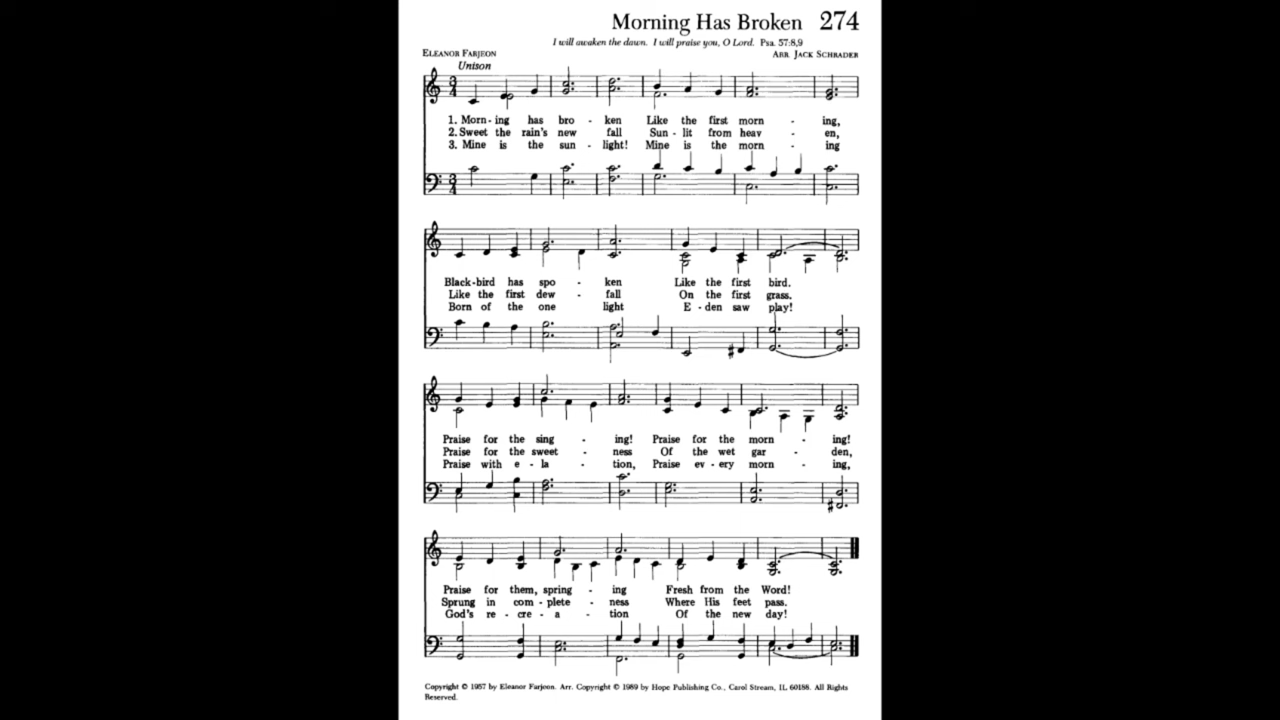 Morning Has Broken 274
I will awaken the dawn. I will praise you, O Lord. Psa. 57:8,9
ELEANOR FARJEON
ARR. JACK SCHRADER
Unison
1. Morn - ing has bro - ken Like the first morn - ing,
2. Sweet the rain's new fall Sun - lit from heav - en,
3. Mine is the sun - light! Mine is the morn - ing
Black - bird has spo - ken Like the first bird.
Like the first dew - fall On the first grass.
Born of the one light E - den saw play!
Praise for the sing - ing! Praise for the morn - ing!
Praise for the sweet - ness Of the wet gar - den,
Praise with e - la - tion, Praise ev - ery morn - ing,
Praise for them, spring - ing Fresh from the Word!
Sprung in com - plete - ness Where His feet pass.
God's re - cre - a - tion Of the new day!
Copyright © 1957 by Eleanor Farjeon. Arr. Copyright © 1989 by Hope Publishing Co., Carol Stream, IL 60188. All Rights
Reserved.